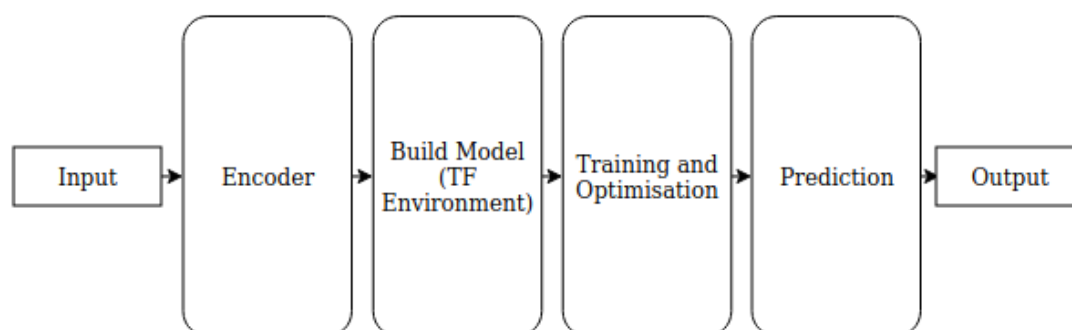 Input
Encoder
Build Model
(TF
Environment)
Training and
Optimisation
Prediction
Output